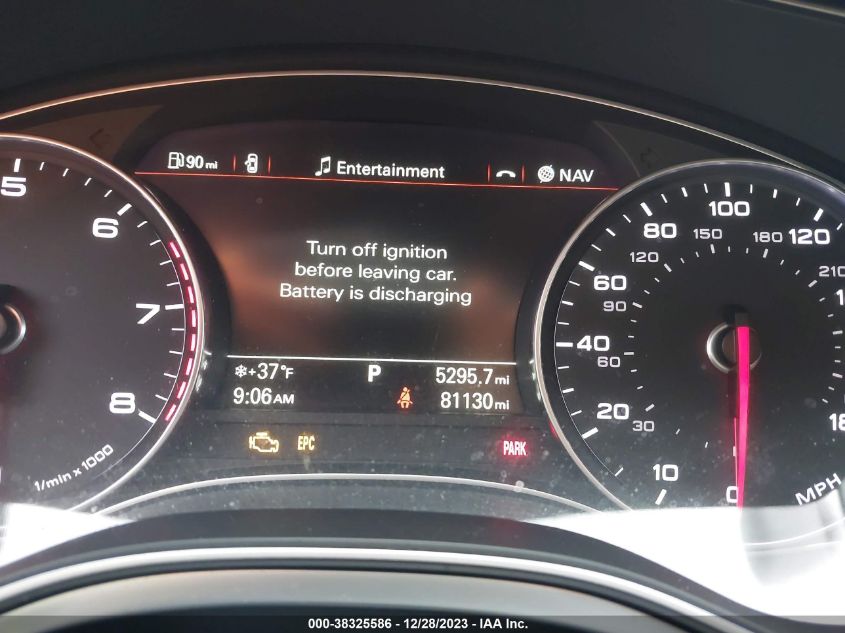 90 mi Entertainment NAV
Turn off ignition
before leaving car.
Battery is discharging
+37°F P 5295.7 mi
9:06 AM 81130 mi
EPC PARK
5
6
7
8
1/min x 1000
0
10
20
40
60
80
100
120
MPH
30
60
90
120
150
180
210
000-38325586 - 12/28/2023 - IAA Inc.